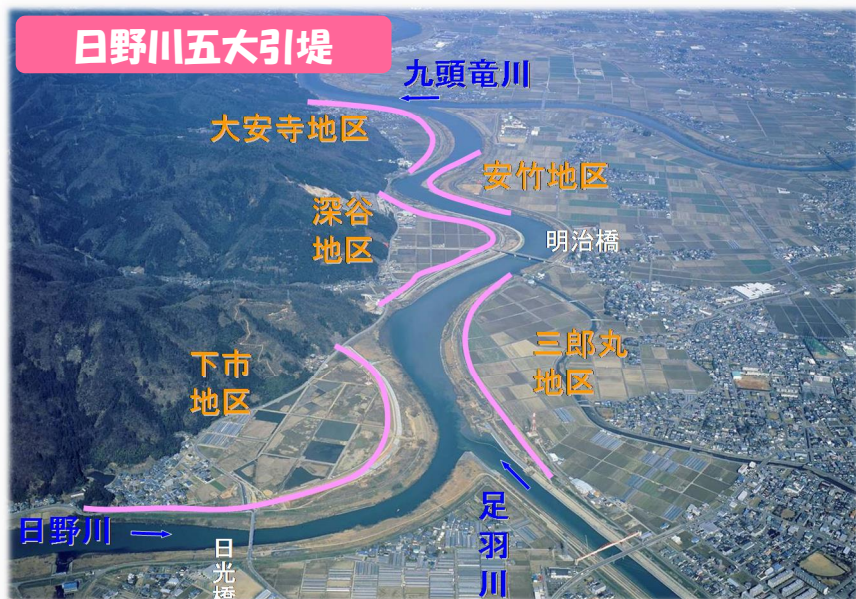 日野川五大引堤
九頭竜川
←
大安寺地区
安竹地区
深谷
地区
明治橋
三郎丸
地区
下市
地区
日野川 →
足羽川
日光橋